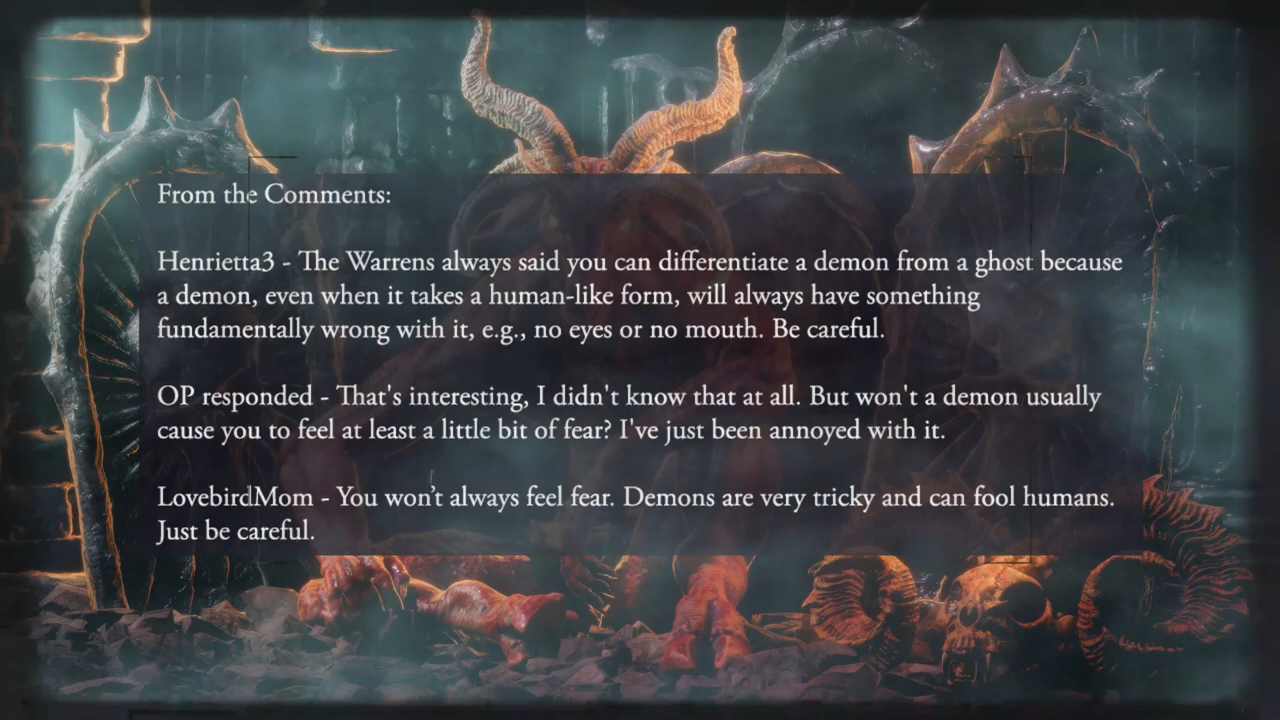 From the Comments:
Henrietta3 - The Warrens always said you can differentiate a demon from a ghost because
a demon, even when it takes a human-like form, will always have something
fundamentally wrong with it, e.g., no eyes or no mouth. Be careful.
OP responded - That's interesting, I didn't know that at all. But won't a demon usually
cause you to feel at least a little bit of fear? I've just been annoyed with it.
LovebirdMom - You won’t always feel fear. Demons are very tricky and can fool humans.
Just be careful.